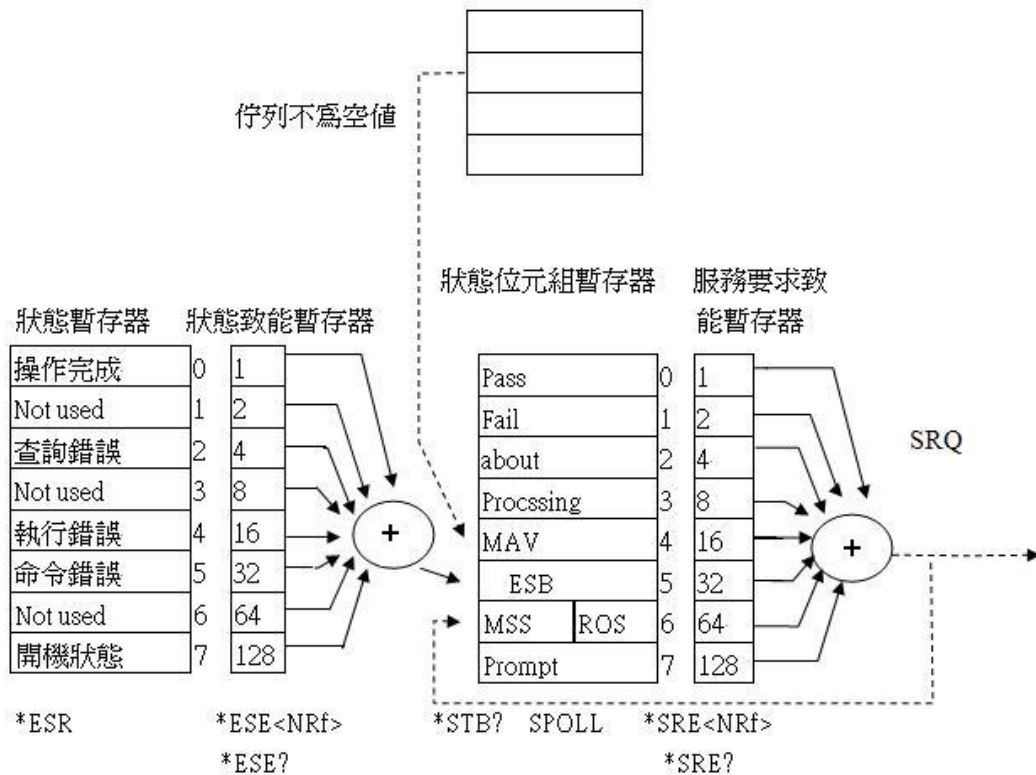 佇列不爲空値
狀態位元組暫存器 服務要求致
狀態暫存器 狀態致能暫存器 能暫存器
操作完成 0 1
Not used 1 2
查詢錯誤 2 4
Not used 3 8
執行錯誤 4 16
命令錯誤 5 32
Not used 6 64
開機狀態 7 128
+
Pass 0 1
Fail 1 2
about 2 4
Procssing 3 8
MAV 4 16
ESB 5 32
MSS ROS 6 64
Prompt 7 128
+
SRQ
*ESR *ESE<NRf> *STB? SPOLL *SRE<NRf>
*ESE? *SRE?